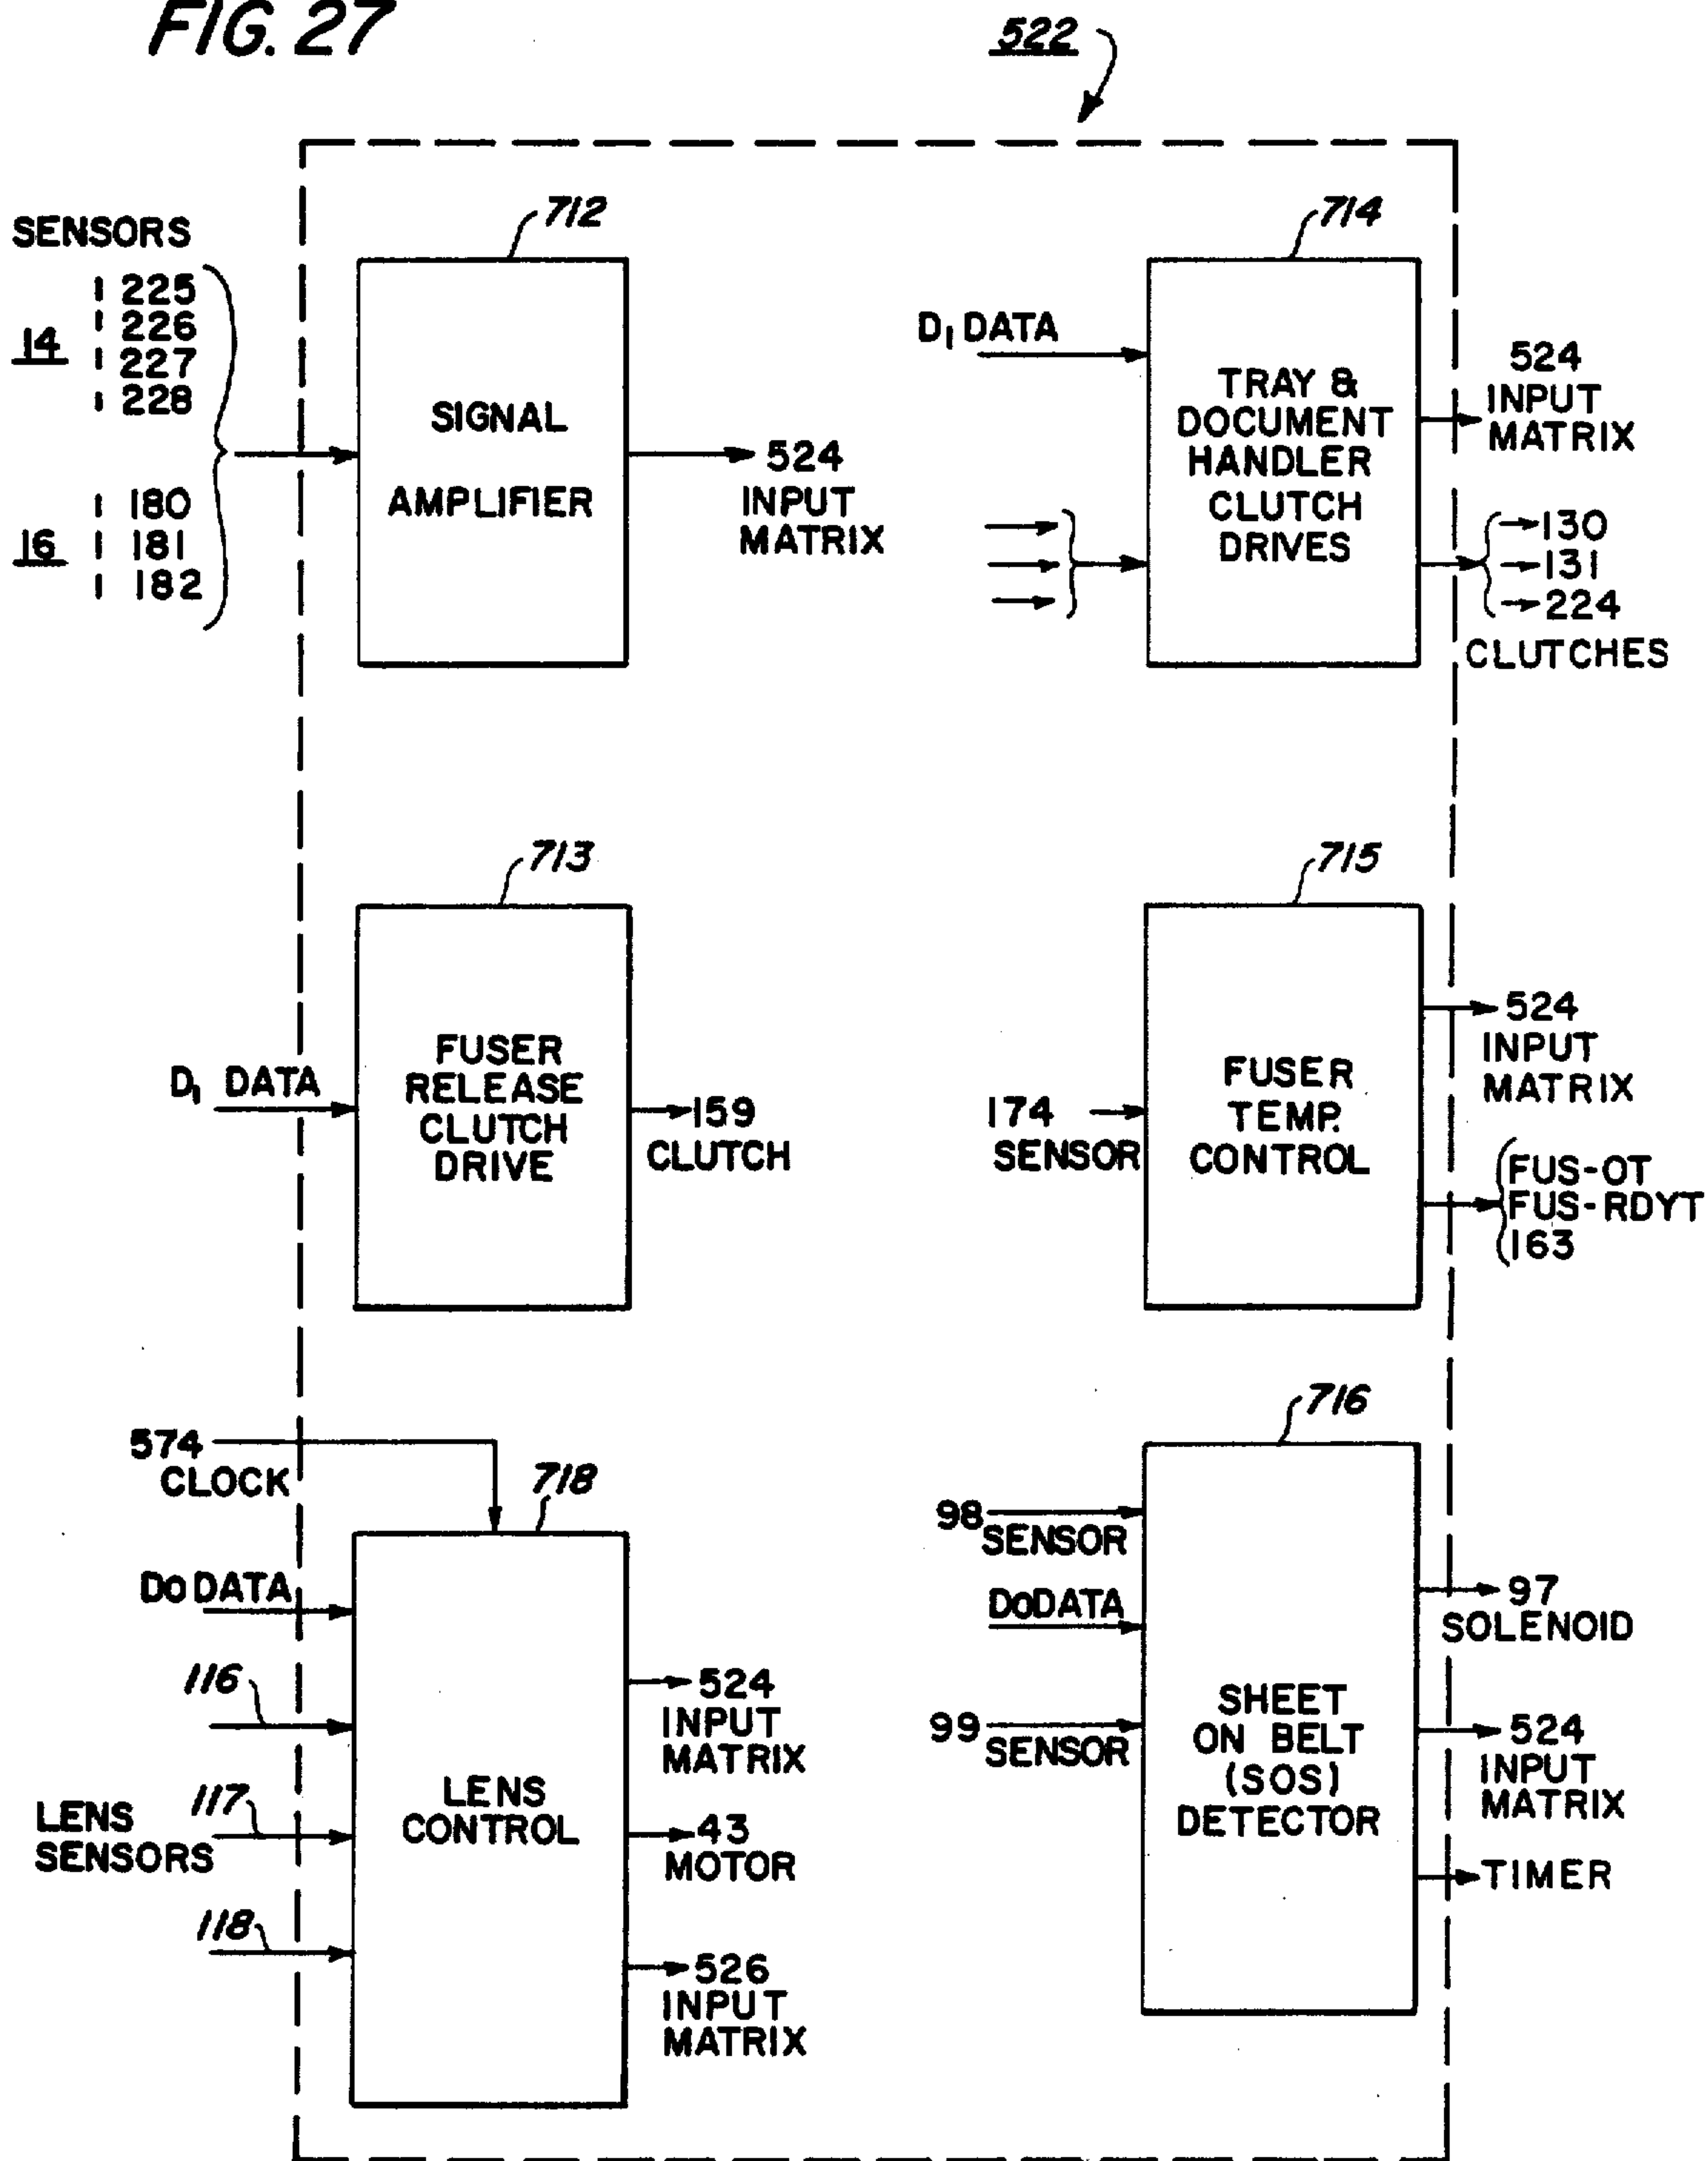 FIG. 27
522
SENSORS
14
225
226
227
228
16
180
181
182
712
SIGNAL
AMPLIFIER
524
INPUT
MATRIX
714
D1 DATA
TRAY &
DOCUMENT
HANDLER
CLUTCH
DRIVES
524
INPUT
MATRIX
130
131
224
CLUTCHES
713
D1 DATA
FUSER
RELEASE
CLUTCH
DRIVE
159
CLUTCH
715
174
SENSOR
FUSER
TEMP.
CONTROL
524
INPUT
MATRIX
FUS-OT
FUS-RDYT
163
574
CLOCK
718
DO DATA
116
LENS
SENSORS
117
118
LENS
CONTROL
524
INPUT
MATRIX
43
MOTOR
526
INPUT
MATRIX
716
98
SENSOR
DO DATA
99
SENSOR
SHEET
ON BELT
(SOS)
DETECTOR
97
SOLENOID
524
INPUT
MATRIX
TIMER